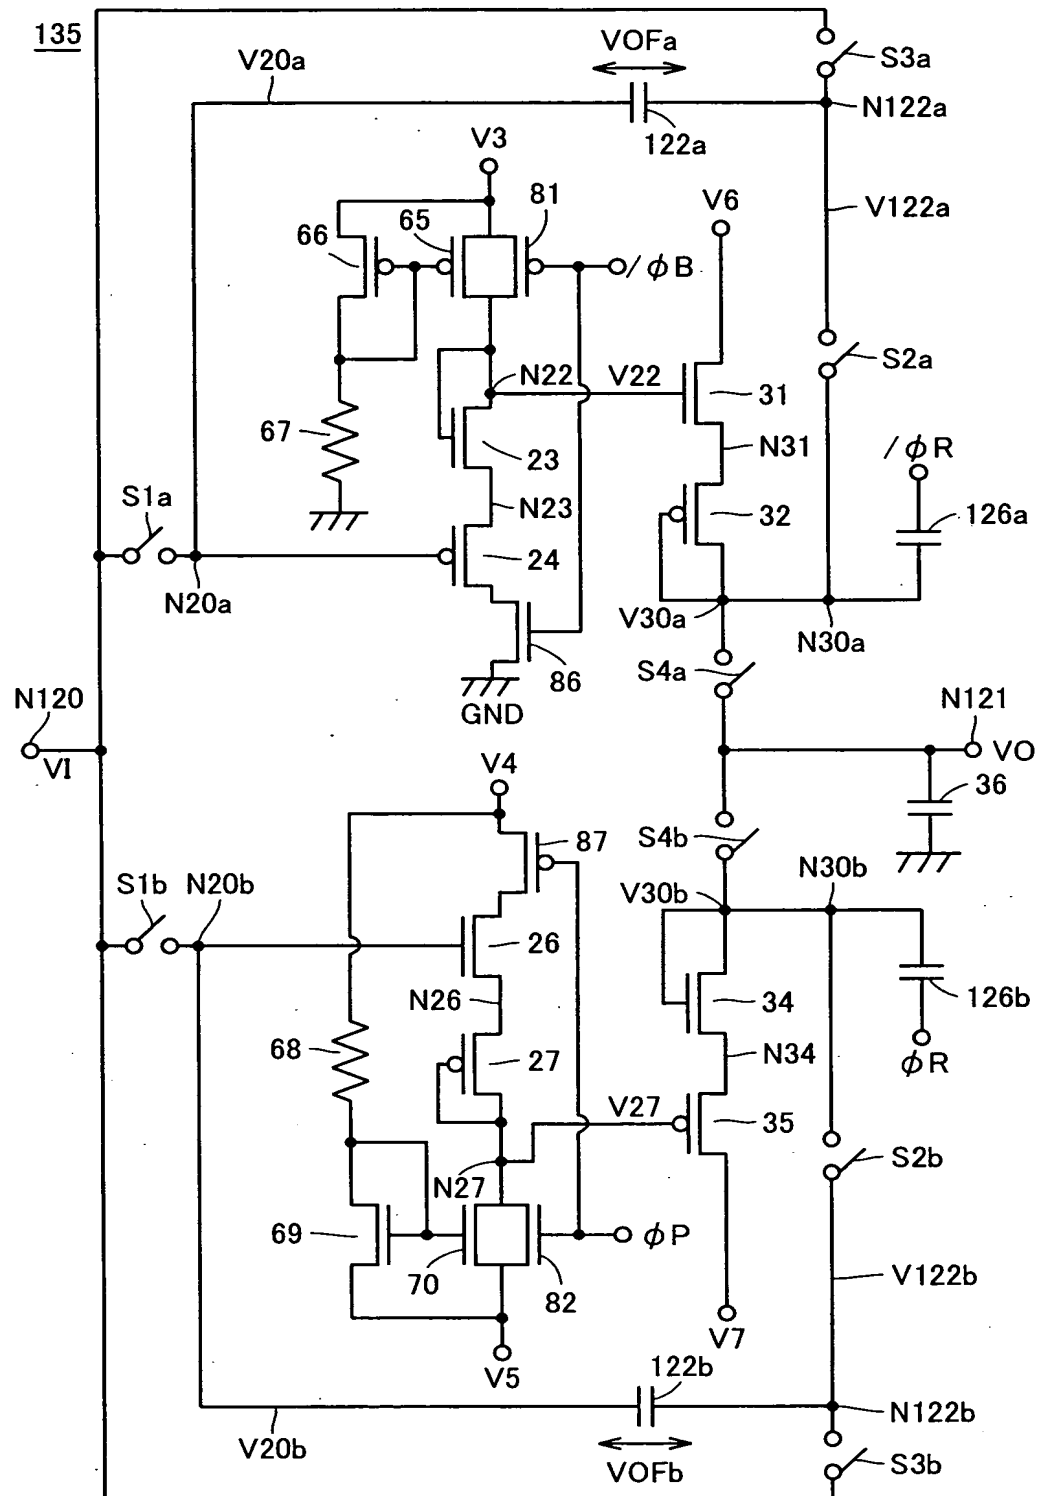 135
VOFa
S3a
V20a
N122a
122a
V3
81
V6
V122a
66
65
/φB
S2a
N22
V22
31
67
23
N31
/φR
S1a
N23
32
126a
24
N20a
V30a
N30a
86
S4a
GND
N120
N121
VI
VO
V4
36
87
S4b
S1b
N20b
V30b
N30b
26
N26
34
126b
68
27
N34
φR
V27
35
S2b
N27
69
φP
70
82
V122b
V7
V5
122b
N122b
V20b
VOFb
S3b